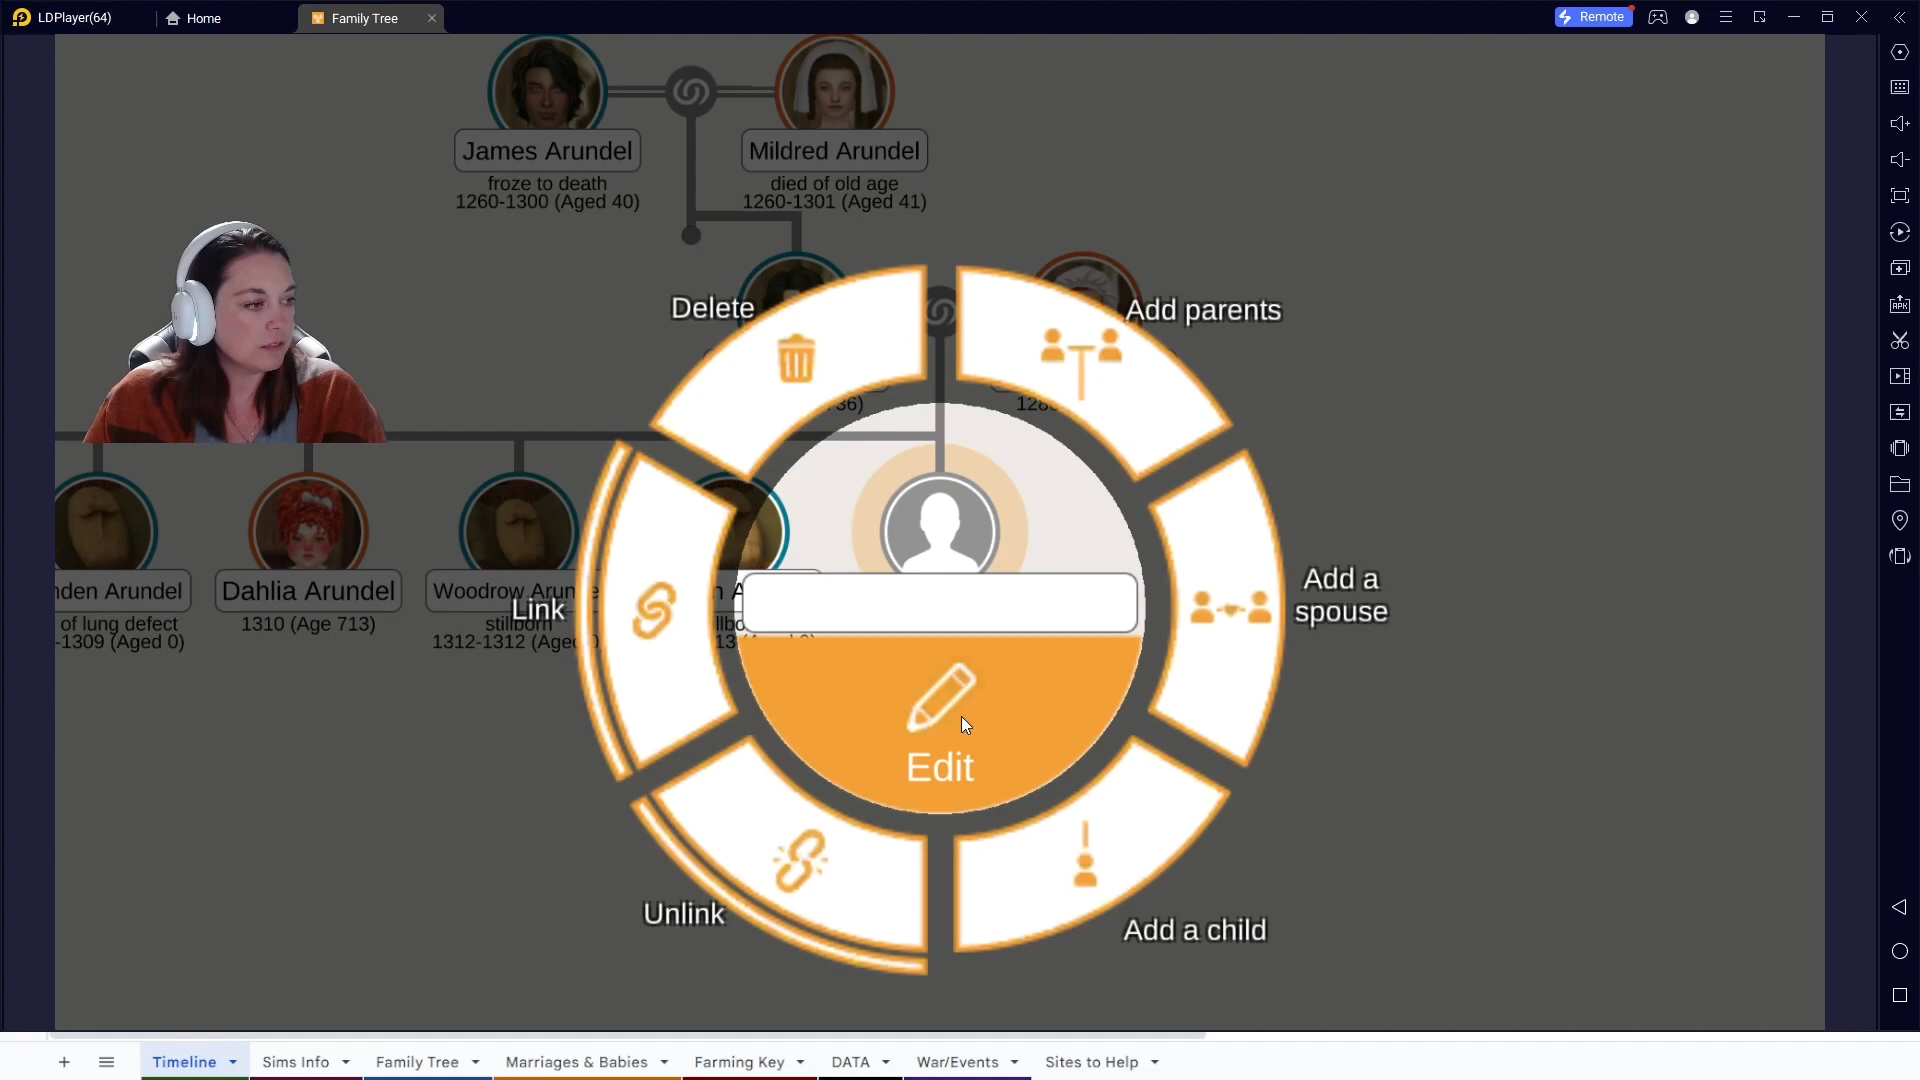 LDPlayer(64)
Home
Family Tree
Remote
James Arundel
Mildred Arundel
froze to death
1260-1300 (Aged 40)
died of old age
1260-1301 (Aged 41)
Delete
Add parents
nden Arundel
Dahlia Arundel
Woodrow Arun
of lung defect
-1309 (Aged 0)
1310 (Age 713)
stillborn
1312-1312 (Aged 0)
Link
Add a
spouse
Edit
Unlink
Add a child
Timeline
Sims Info
Family Tree
Marriages & Babies
Farming Key
DATA
War/Events
Sites to Help
APK